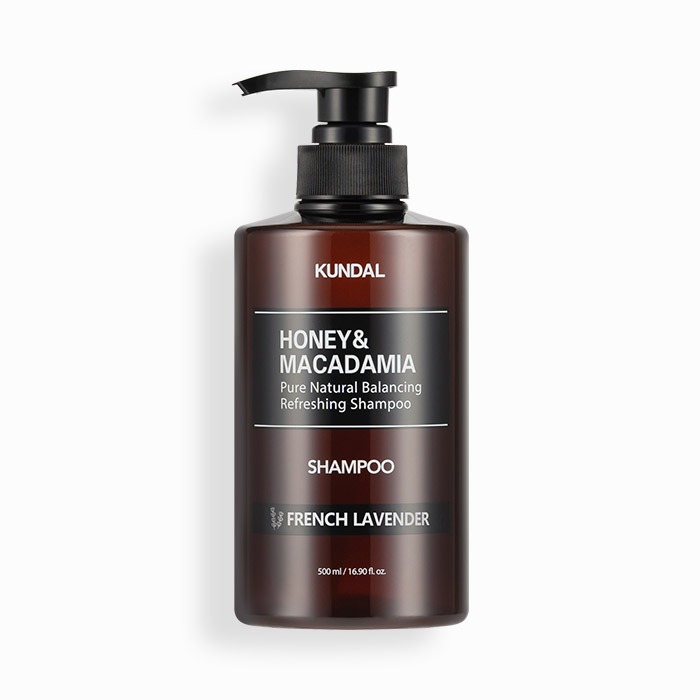 KUNDAL
HONEY&
MACADAMIA
Pure Natural Balancing
Refreshing Shampoo
SHAMPOO
FRENCH LAVENDER
500 ml / 16.90 fl. oz.